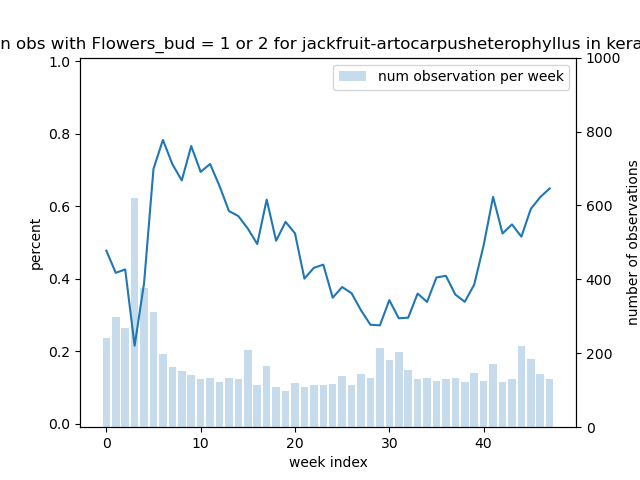 n obs with Flowers_bud = 1 or 2 for jackfruit-artocarpusheterophyllus in kera
num observation per week
percent
1.0
0.8
0.6
0.4
0.2
0.0
1000
800
600
400
200
0
number of observations
0 10 20 30 40
week index